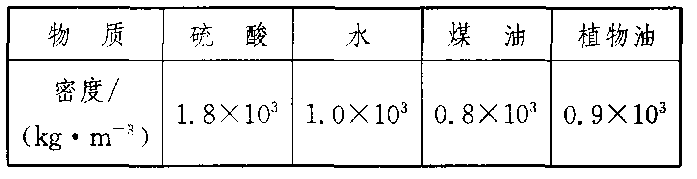 物 质 硫 酸 水 煤 油 植物油
密度/
(kg·m⁻³) 1.8×10³ 1.0×10³ 0.8×10³ 0.9×10³